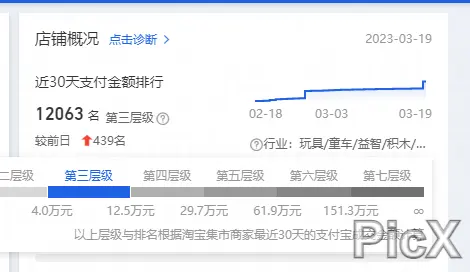 店铺概况 点击诊断 > 2023-03-19
近30天支付金额排行
12063 名 第三层级 ?
较前日 439名
02-18 03-03 03-19
? 行业: 玩具/童车/益智/积木/...
二层级 第三层级 第四层级 第五层级 第六层级 第七层级
4.0万元 12.5万元 29.7万元 61.9万元 151.3万元 ∞
以上层级与排名根据淘宝集市商家最近30天的支付宝成交金额
PicX